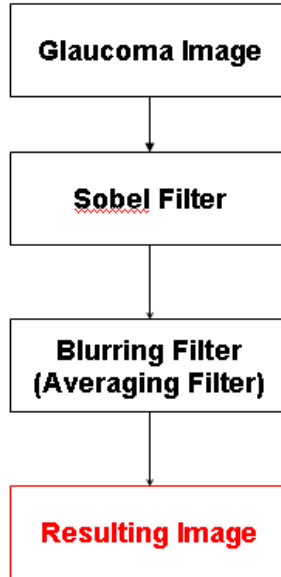 Glaucoma Image
Sobel Filter
Blurring Filter
(Averaging Filter)
Resulting Image